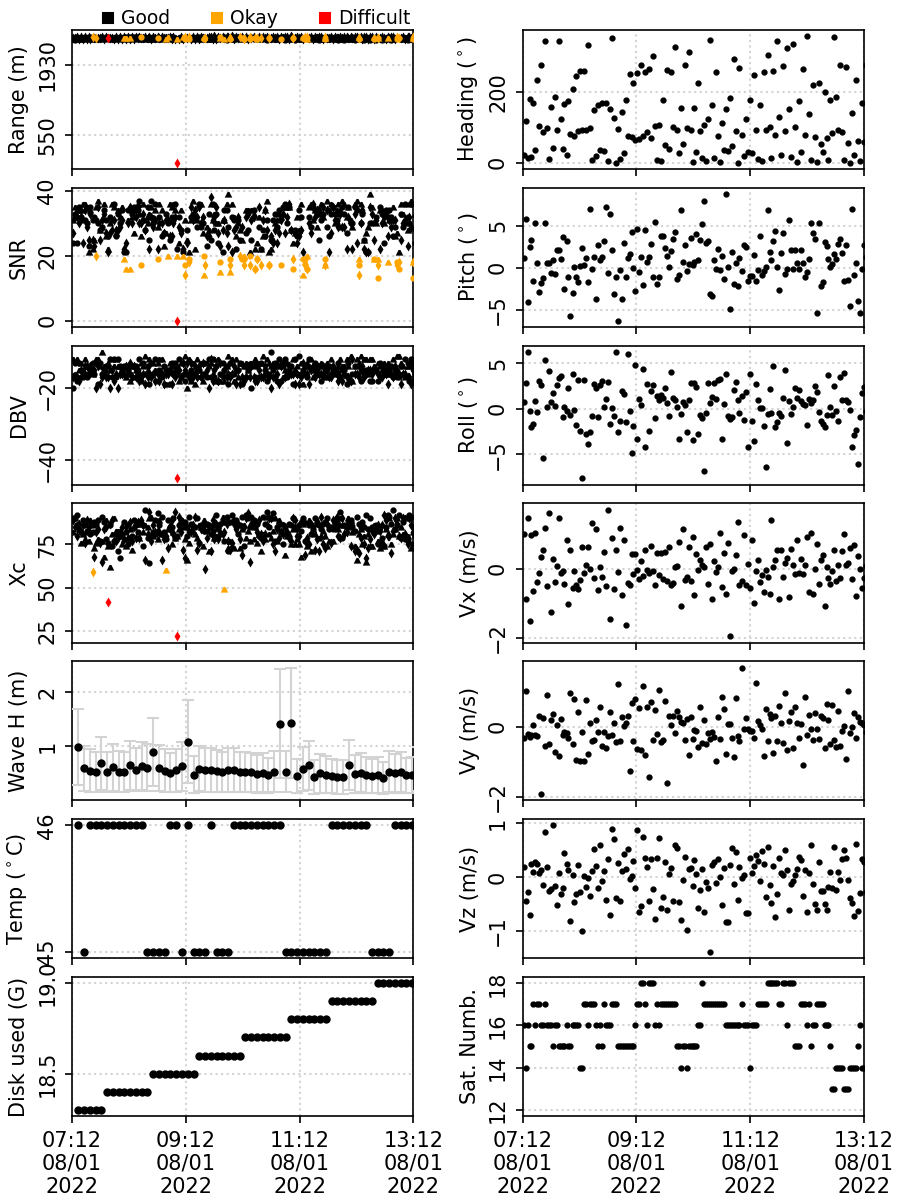 Good Okay Difficult
Range (m)
1930
550
Heading (°)
200
0
SNR
40
20
0
Pitch (°)
5
0
−5
DBV
−20
−40
Roll (°)
5
0
−5
Xc
75
50
25
Vx (m/s)
0
−2
Wave H (m)
2
1
Vy (m/s)
0
−2
Temp (°C)
46
45
Vz (m/s)
1
0
−1
Disk used (G)
19.0
18.5
Sat. Numb.
18
16
14
12
07:12 09:12 11:12 13:12
08/01 08/01 08/01 08/01
2022 2022 2022 2022
07:12 09:12 11:12 13:12
08/01 08/01 08/01 08/01
2022 2022 2022 2022